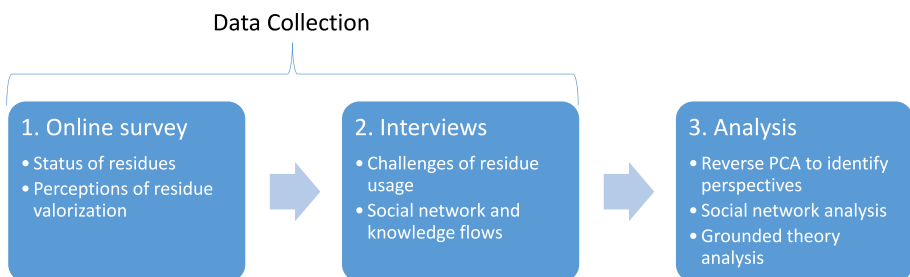 Data Collection
1. Online survey
• Status of residues
• Perceptions of residue
valorization
2. Interviews
• Challenges of residue
usage
• Social network and
knowledge flows
3. Analysis
• Reverse PCA to identify
perspectives
• Social network analysis
• Grounded theory
analysis